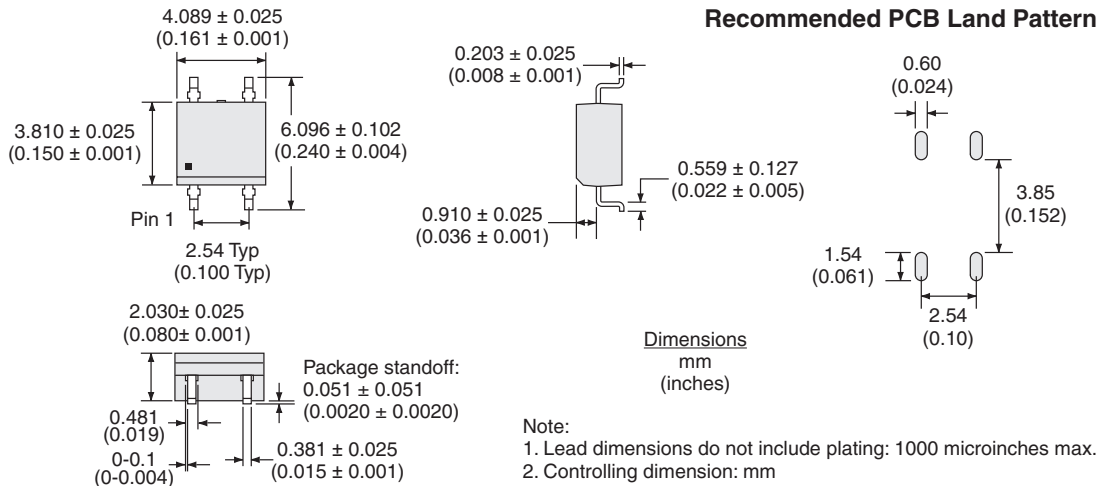 4.089 ± 0.025
(0.161 ± 0.001)
3.810 ± 0.025
(0.150 ± 0.001)
6.096 ± 0.102
(0.240 ± 0.004)
Pin 1
2.54 Typ
(0.100 Typ)
0.203 ± 0.025
(0.008 ± 0.001)
0.559 ± 0.127
(0.022 ± 0.005)
0.910 ± 0.025
(0.036 ± 0.001)
Recommended PCB Land Pattern
0.60
(0.024)
3.85
(0.152)
1.54
(0.061)
2.54
(0.10)
2.030± 0.025
(0.080± 0.001)
Package standoff:
0.051 ± 0.051
(0.0020 ± 0.0020)
0.481
(0.019)
0-0.1
(0-0.004)
0.381 ± 0.025
(0.015 ± 0.001)
Dimensions
mm
(inches)
Note:
1. Lead dimensions do not include plating: 1000 microinches max.
2. Controlling dimension: mm